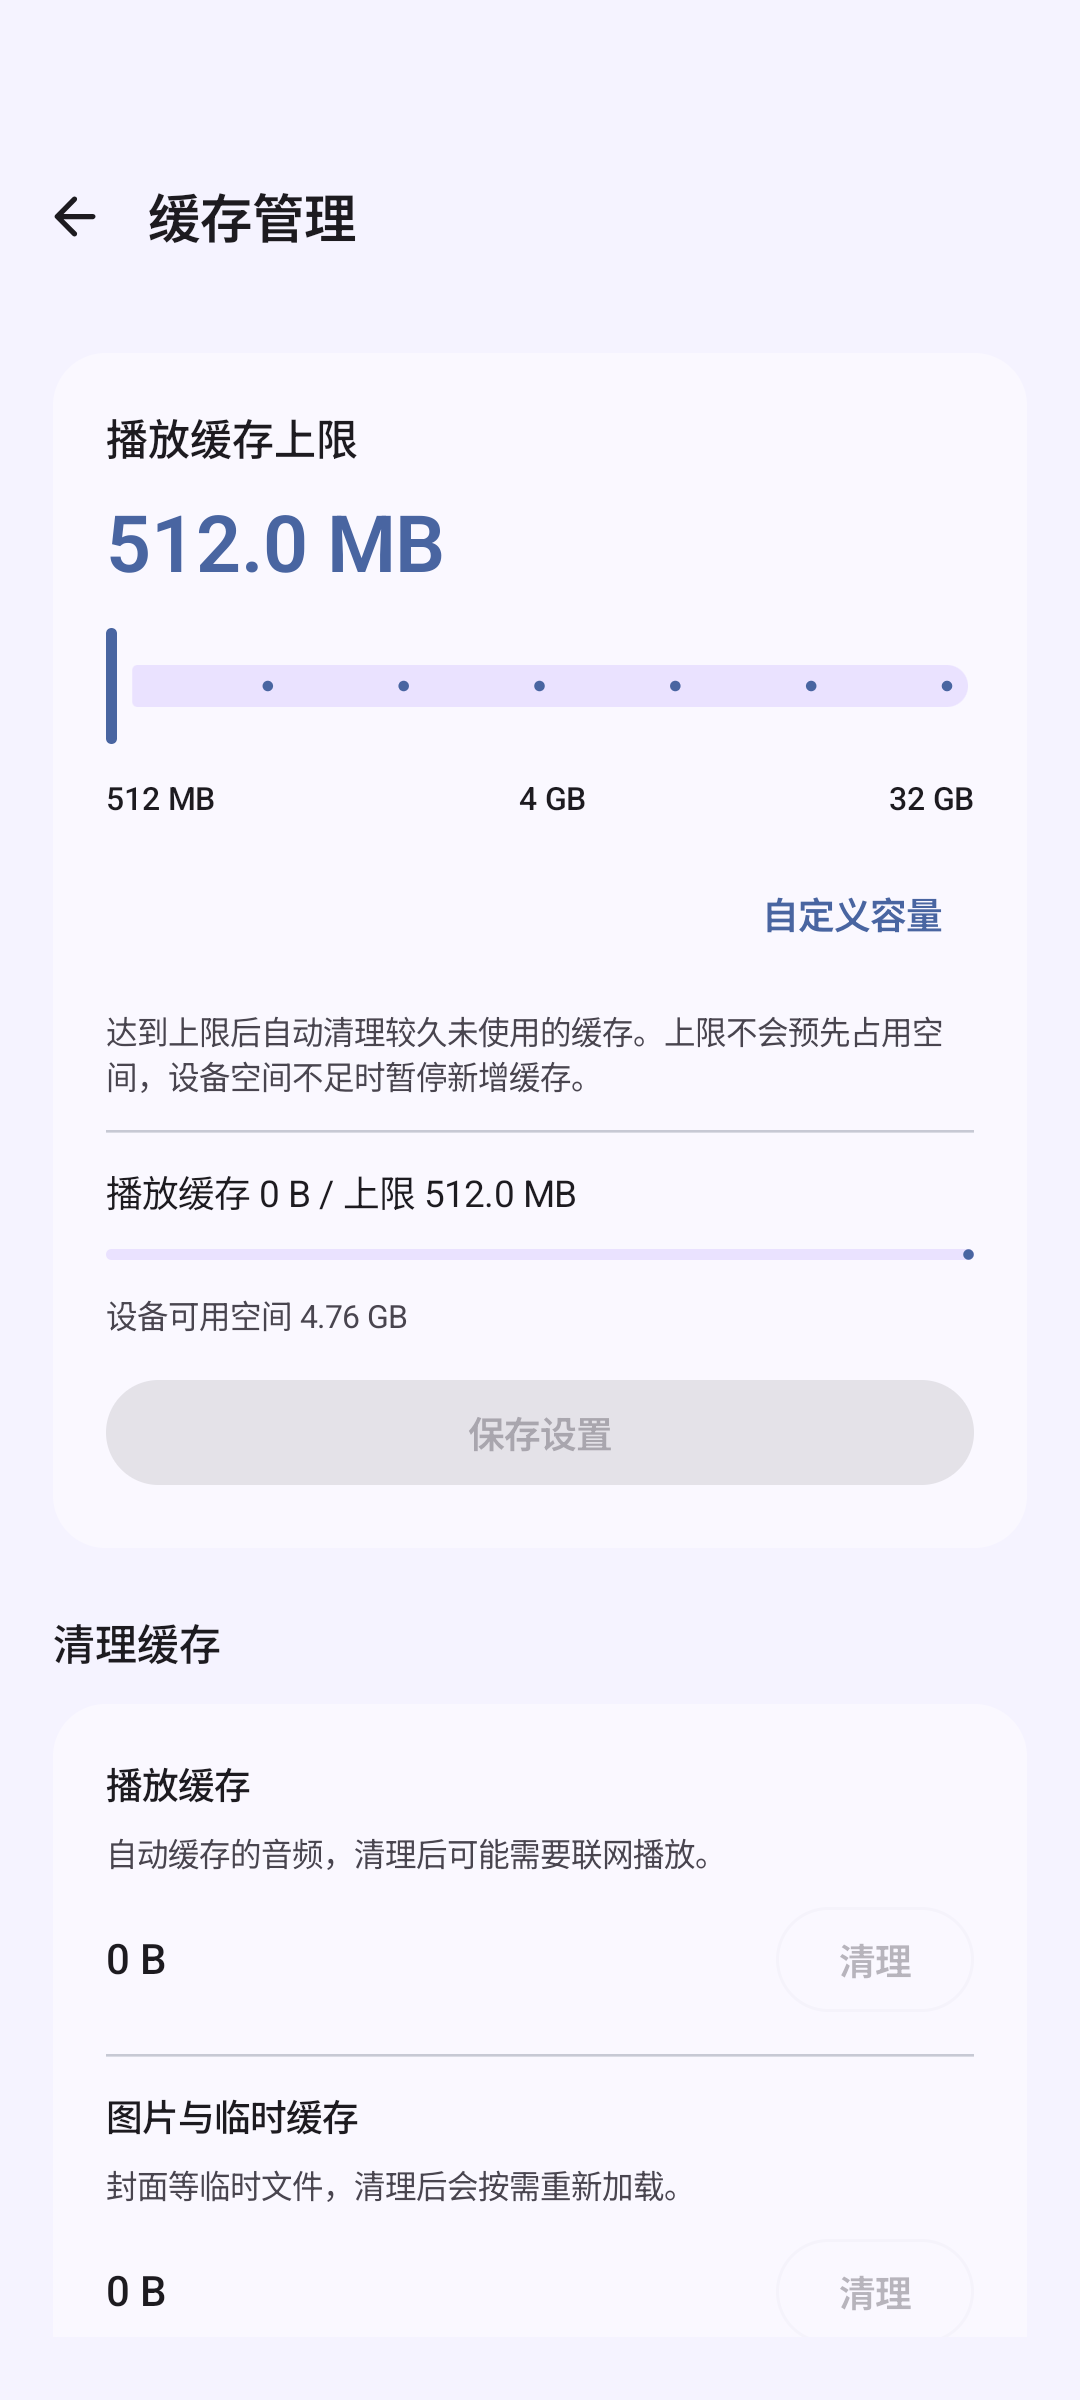 缓存管理
播放缓存上限
512.0 MB
512 MB
4 GB
32 GB
自定义容量
达到上限后自动清理较久未使用的缓存。上限不会预先占用空
间，设备空间不足时暂停新增缓存。
播放缓存 0 B / 上限 512.0 MB
设备可用空间 4.76 GB
保存设置
清理缓存
播放缓存
自动缓存的音频，清理后可能需要联网播放。
0 B
清理
图片与临时缓存
封面等临时文件，清理后会按需重新加载。
0 B
清理